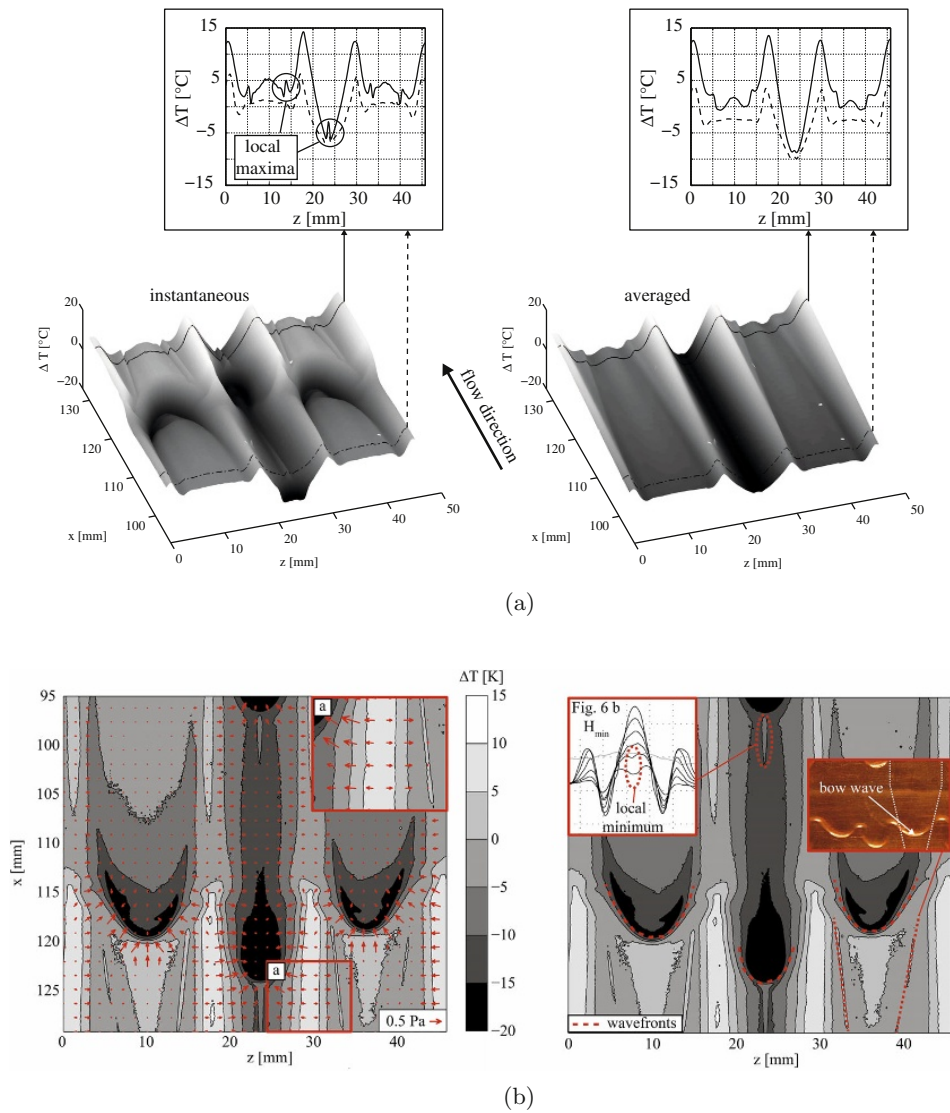 15
5
−5
−15
ΔT [°C]
local
maxima
0 10 20 30 40
z [mm]
15
5
−5
−15
ΔT [°C]
0 10 20 30 40
z [mm]
instantaneous
20
0
−20
Δ T [°C]
130
120
110
100
x [mm]
0 10 20 30 40 50
z [mm]
flow direction
averaged
20
0
−20
Δ T [°C]
130
120
110
100
x [mm]
0 10 20 30 40 50
z [mm]
(a)
95
100
105
110
115
120
125
x [mm]
a
a
0.5 Pa
0 10 20 30 40
z [mm]
ΔT [K]
15
10
5
0
−5
−10
−15
−20
Fig. 6 b
Hmin
local
minimum
bow wave
wavefronts
0 10 20 30 40
z [mm]
(b)